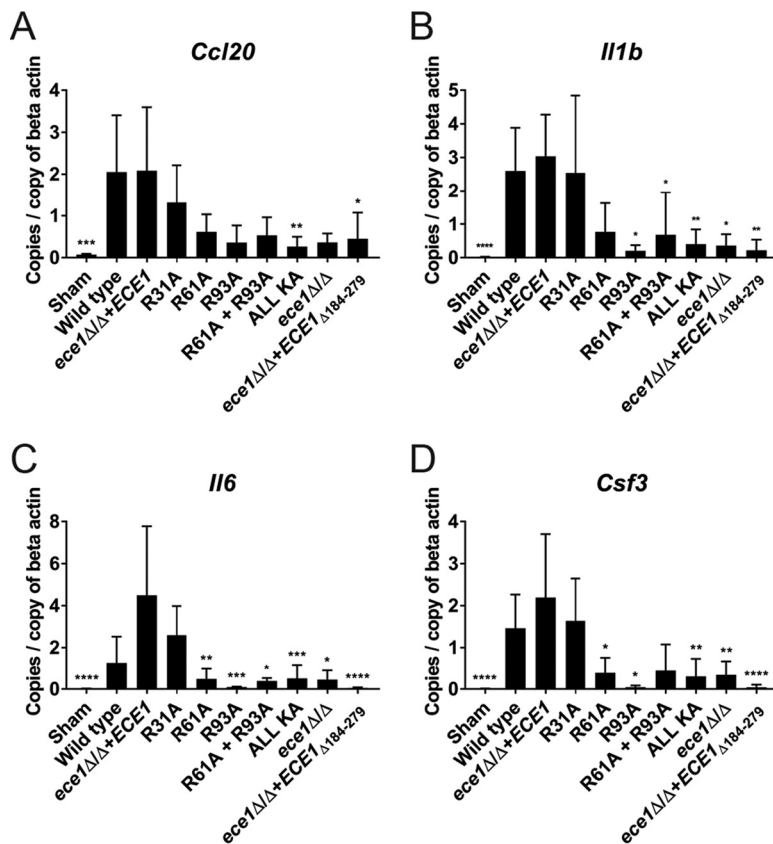 A
Ccl20
Copies / copy of beta actin
4
3
2
1
0
***
**
*
Sham
Wild type
ece1Δ/Δ+ECE1
R31A
R61A
R93A
R61A + R93A
ALL KA
ece1Δ/Δ
ece1Δ/Δ+ECE1Δ184-279
B
Il1b
Copies / copy of beta actin
5
4
3
2
1
0
****
*
*
**
*
**
Sham
Wild type
ece1Δ/Δ+ECE1
R31A
R61A
R93A
R61A + R93A
ALL KA
ece1Δ/Δ
ece1Δ/Δ+ECE1Δ184-279
C
Il6
Copies / copy of beta actin
8
6
4
2
0
****
**
***
*
***
*
****
Sham
Wild type
ece1Δ/Δ+ECE1
R31A
R61A
R93A
R61A + R93A
ALL KA
ece1Δ/Δ
ece1Δ/Δ+ECE1Δ184-279
D
Csf3
Copies / copy of beta actin
4
3
2
1
0
****
*
*
**
**
****
Sham
Wild type
ece1Δ/Δ+ECE1
R31A
R61A
R93A
R61A + R93A
ALL KA
ece1Δ/Δ
ece1Δ/Δ+ECE1Δ184-279